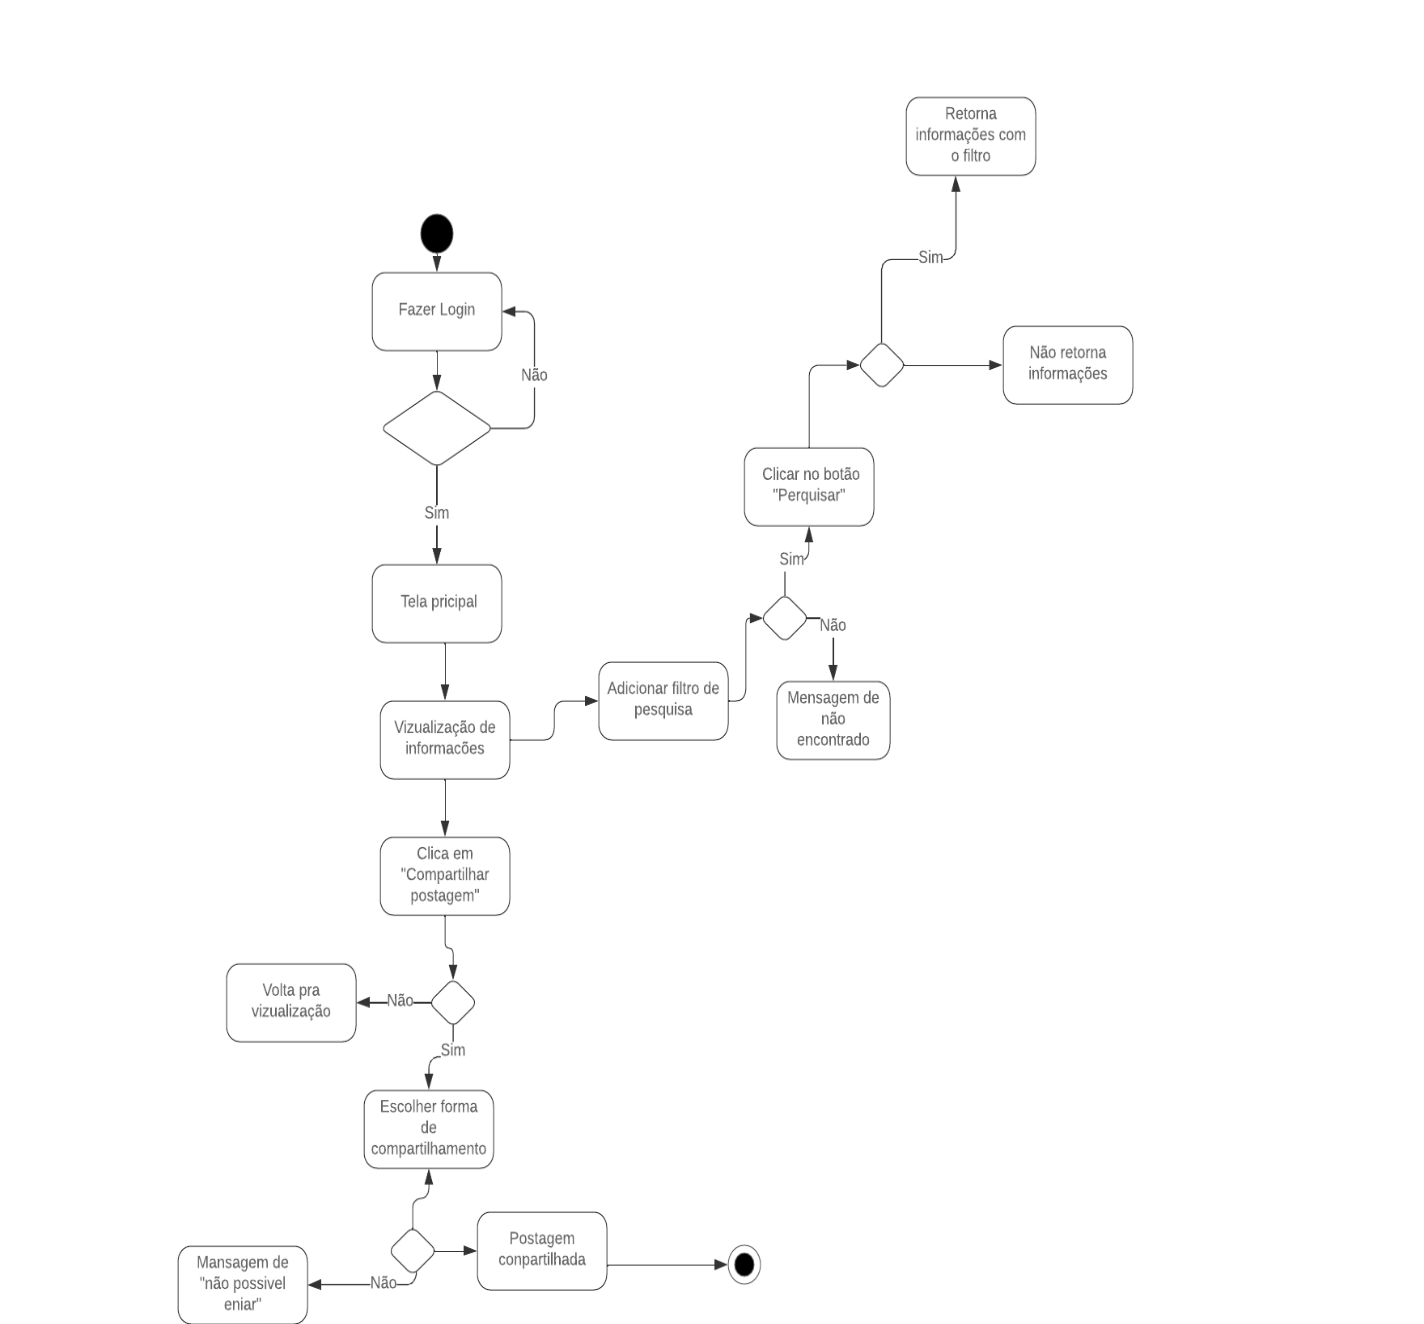 Retorna
informações com
o filtro
Sim
Fazer Login
Não
Não retorna
informações
Clicar no botão
"Perquisar"
Sim
Sim
Tela pricipal
Não
Adicionar filtro de
pesquisa
Mensagem de
não
encontrado
Vizualização de
informacões
Clica em
"Compartilhar
postagem"
Volta pra
vizualização
Não
Sim
Escolher forma
de
compartilhamento
Postagem
conpartilhada
Mansagem de
"não possivel
eniar"
Não